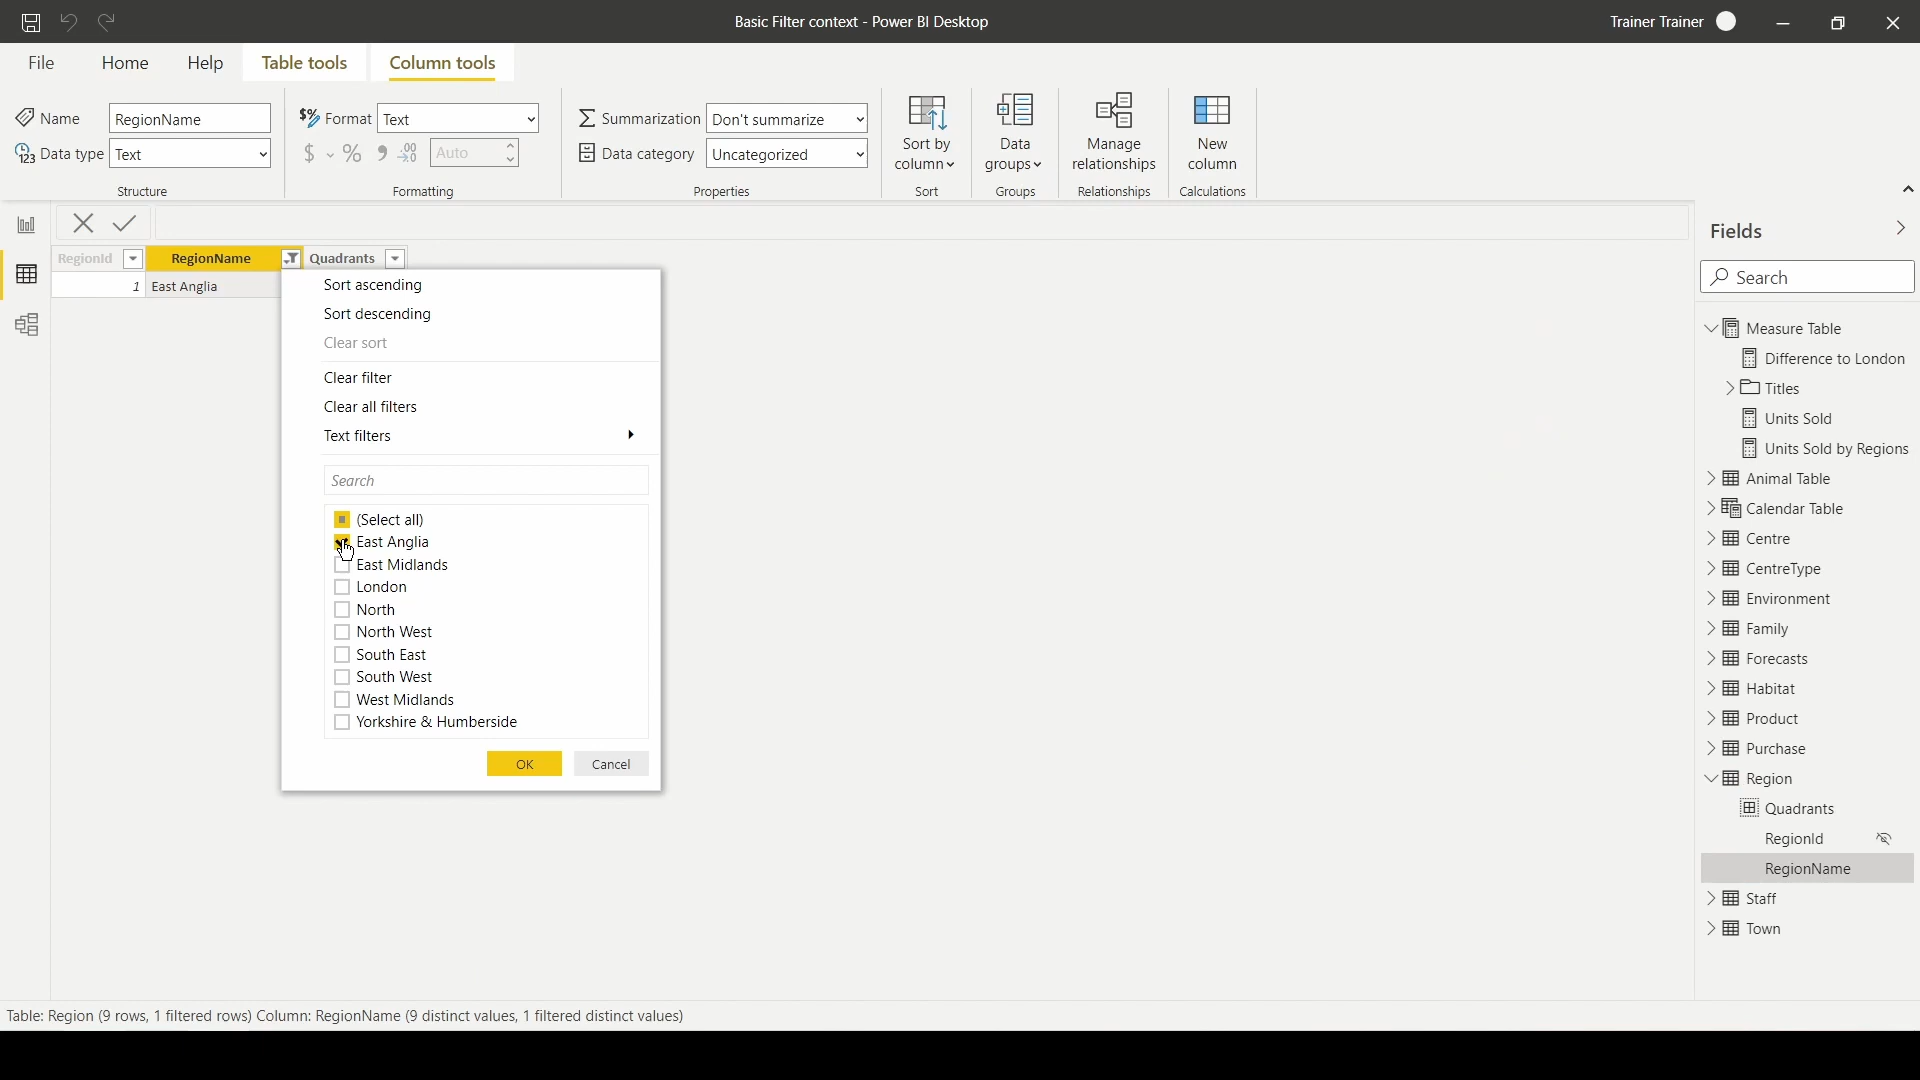 Basic Filter context - Power BI Desktop
Trainer Trainer
File
Home
Help
Table tools
Column tools
Name
RegionName
Data type
Text
Structure
Format
Text
$
%
Auto
Formatting
Summarization
Don't summarize
Data category
Uncategorized
Properties
Sort by
column
Sort
Data
groups
Groups
Manage
relationships
Relationships
New
column
Calculations
RegionId
RegionName
Quadrants
1
East Anglia
Sort ascending
Sort descending
Clear sort
Clear filter
Clear all filters
Text filters
Search
(Select all)
East Anglia
East Midlands
London
North
North West
South East
South West
West Midlands
Yorkshire & Humberside
OK
Cancel
Fields
Search
Measure Table
Difference to London
Titles
Units Sold
Units Sold by Regions
Animal Table
Calendar Table
Centre
CentreType
Environment
Family
Forecasts
Habitat
Product
Purchase
Region
Quadrants
RegionId
RegionName
Staff
Town
Table: Region (9 rows, 1 filtered rows) Column: RegionName (9 distinct values, 1 filtered distinct values)